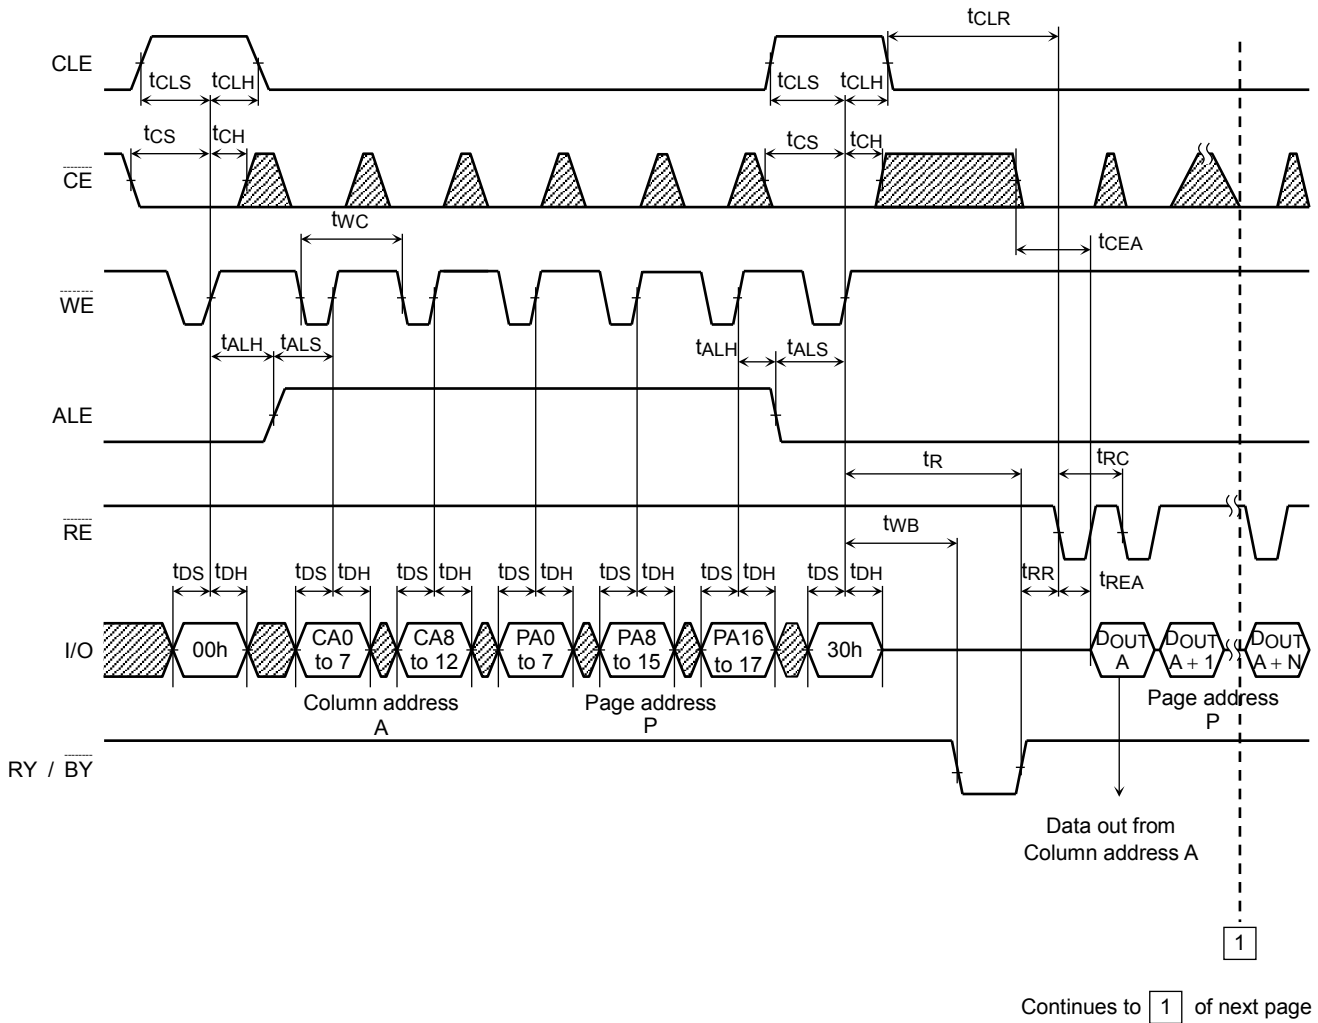 tCLR
CLE
tCLS tCLH tCLS tCLH
tCS tCH tCS tCH
CE
tWC
tCEA
WE
tALH tALS tALH tALS
ALE
tR tRC
RE
tWB
tDS tDH tDS tDH tDS tDH tDS tDH tDS tDH tDS tDH tDS tDH tRR tREA
I/O 00h CA0 to 7 CA8 to 12 PA0 to 7 PA8 to 15 PA16 to 17 30h DOUT A DOUT A + 1 DOUT A + N
Column address A
Page address P
Page address P
RY / BY
Data out from
Column address A
1
Continues to 1 of next page